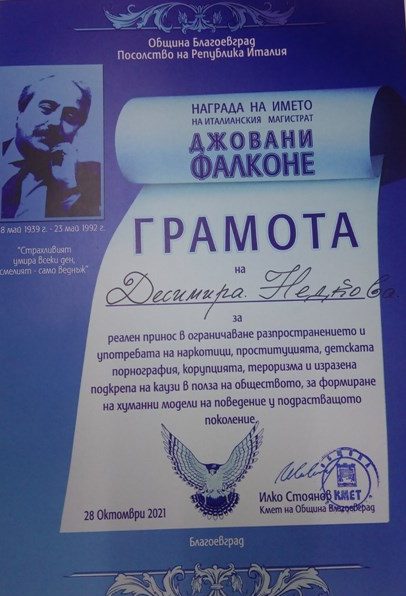 Община Благоевград
Посолство на Република Италия
НАГРАДА НА ИМЕТО
НА ИТАЛИАНСКИЯ МАГИСТРАТ
ДЖОВАНИ
ФАЛКОНЕ
8 май 1939 г. - 23 май 1992 г.
"Страхливият
умира всеки ден,
смелият - само веднъж"
ГРАМОТА
на
Десимира Недкова
за
реален принос в ограничаване разпространението и
употребата на наркотици, проституцията, детската
порнография, корупцията, тероризма и изразена
подкрепа на каузи в полза на обществото, за формиране
на хуманни модели на поведение у подрастващото
поколение.
Илко Стоянов
Кмет на Община Благоевград
КМЕТ
28 Октомври 2021
Благоевград